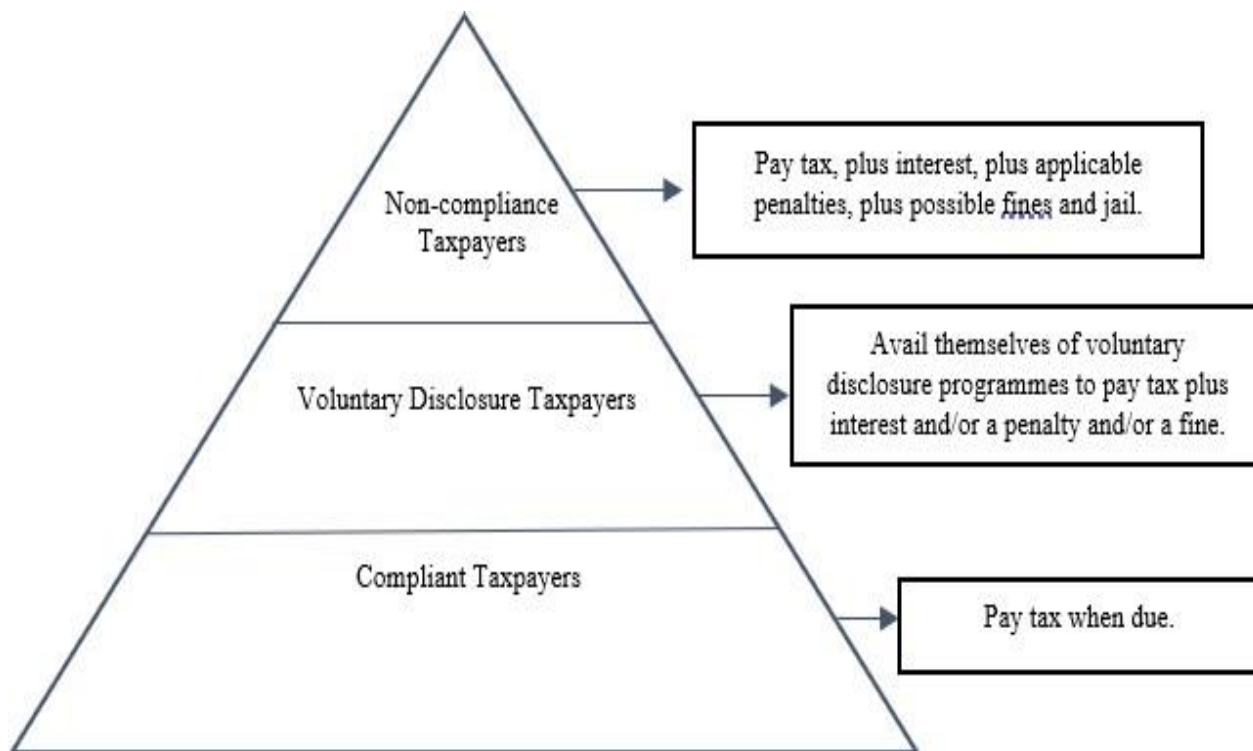 Non-compliance
Taxpayers
Pay tax, plus interest, plus applicable
penalties, plus possible fines and jail.
Voluntary Disclosure Taxpayers
Avail themselves of voluntary
disclosure programmes to pay tax plus
interest and/or a penalty and/or a fine.
Compliant Taxpayers
Pay tax when due.